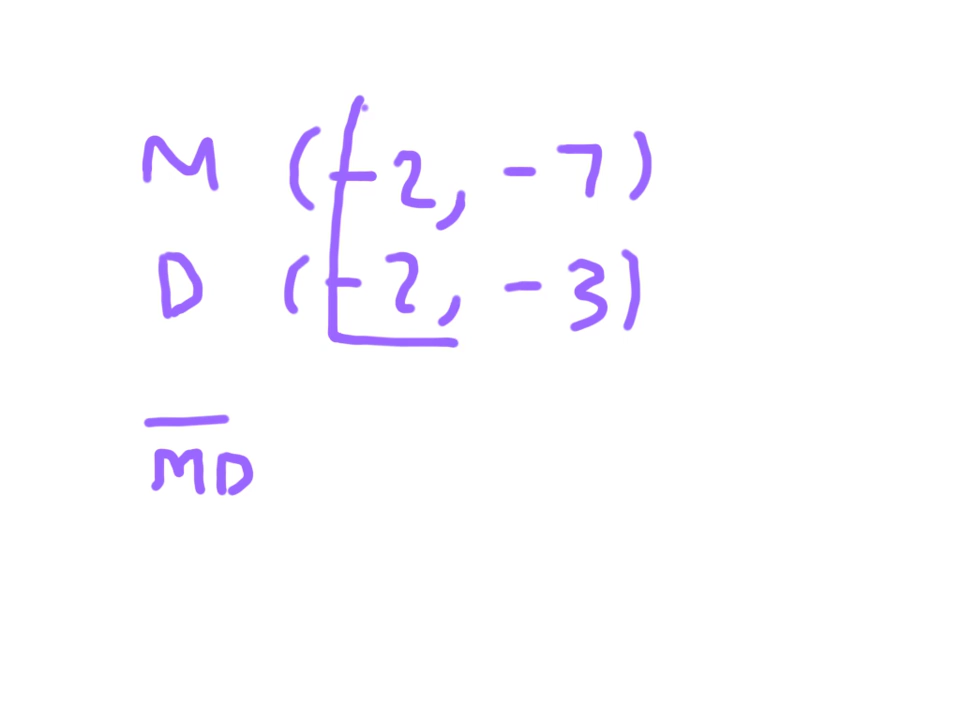 M (-2, -7)
D (-2, -3)
M̅D̅